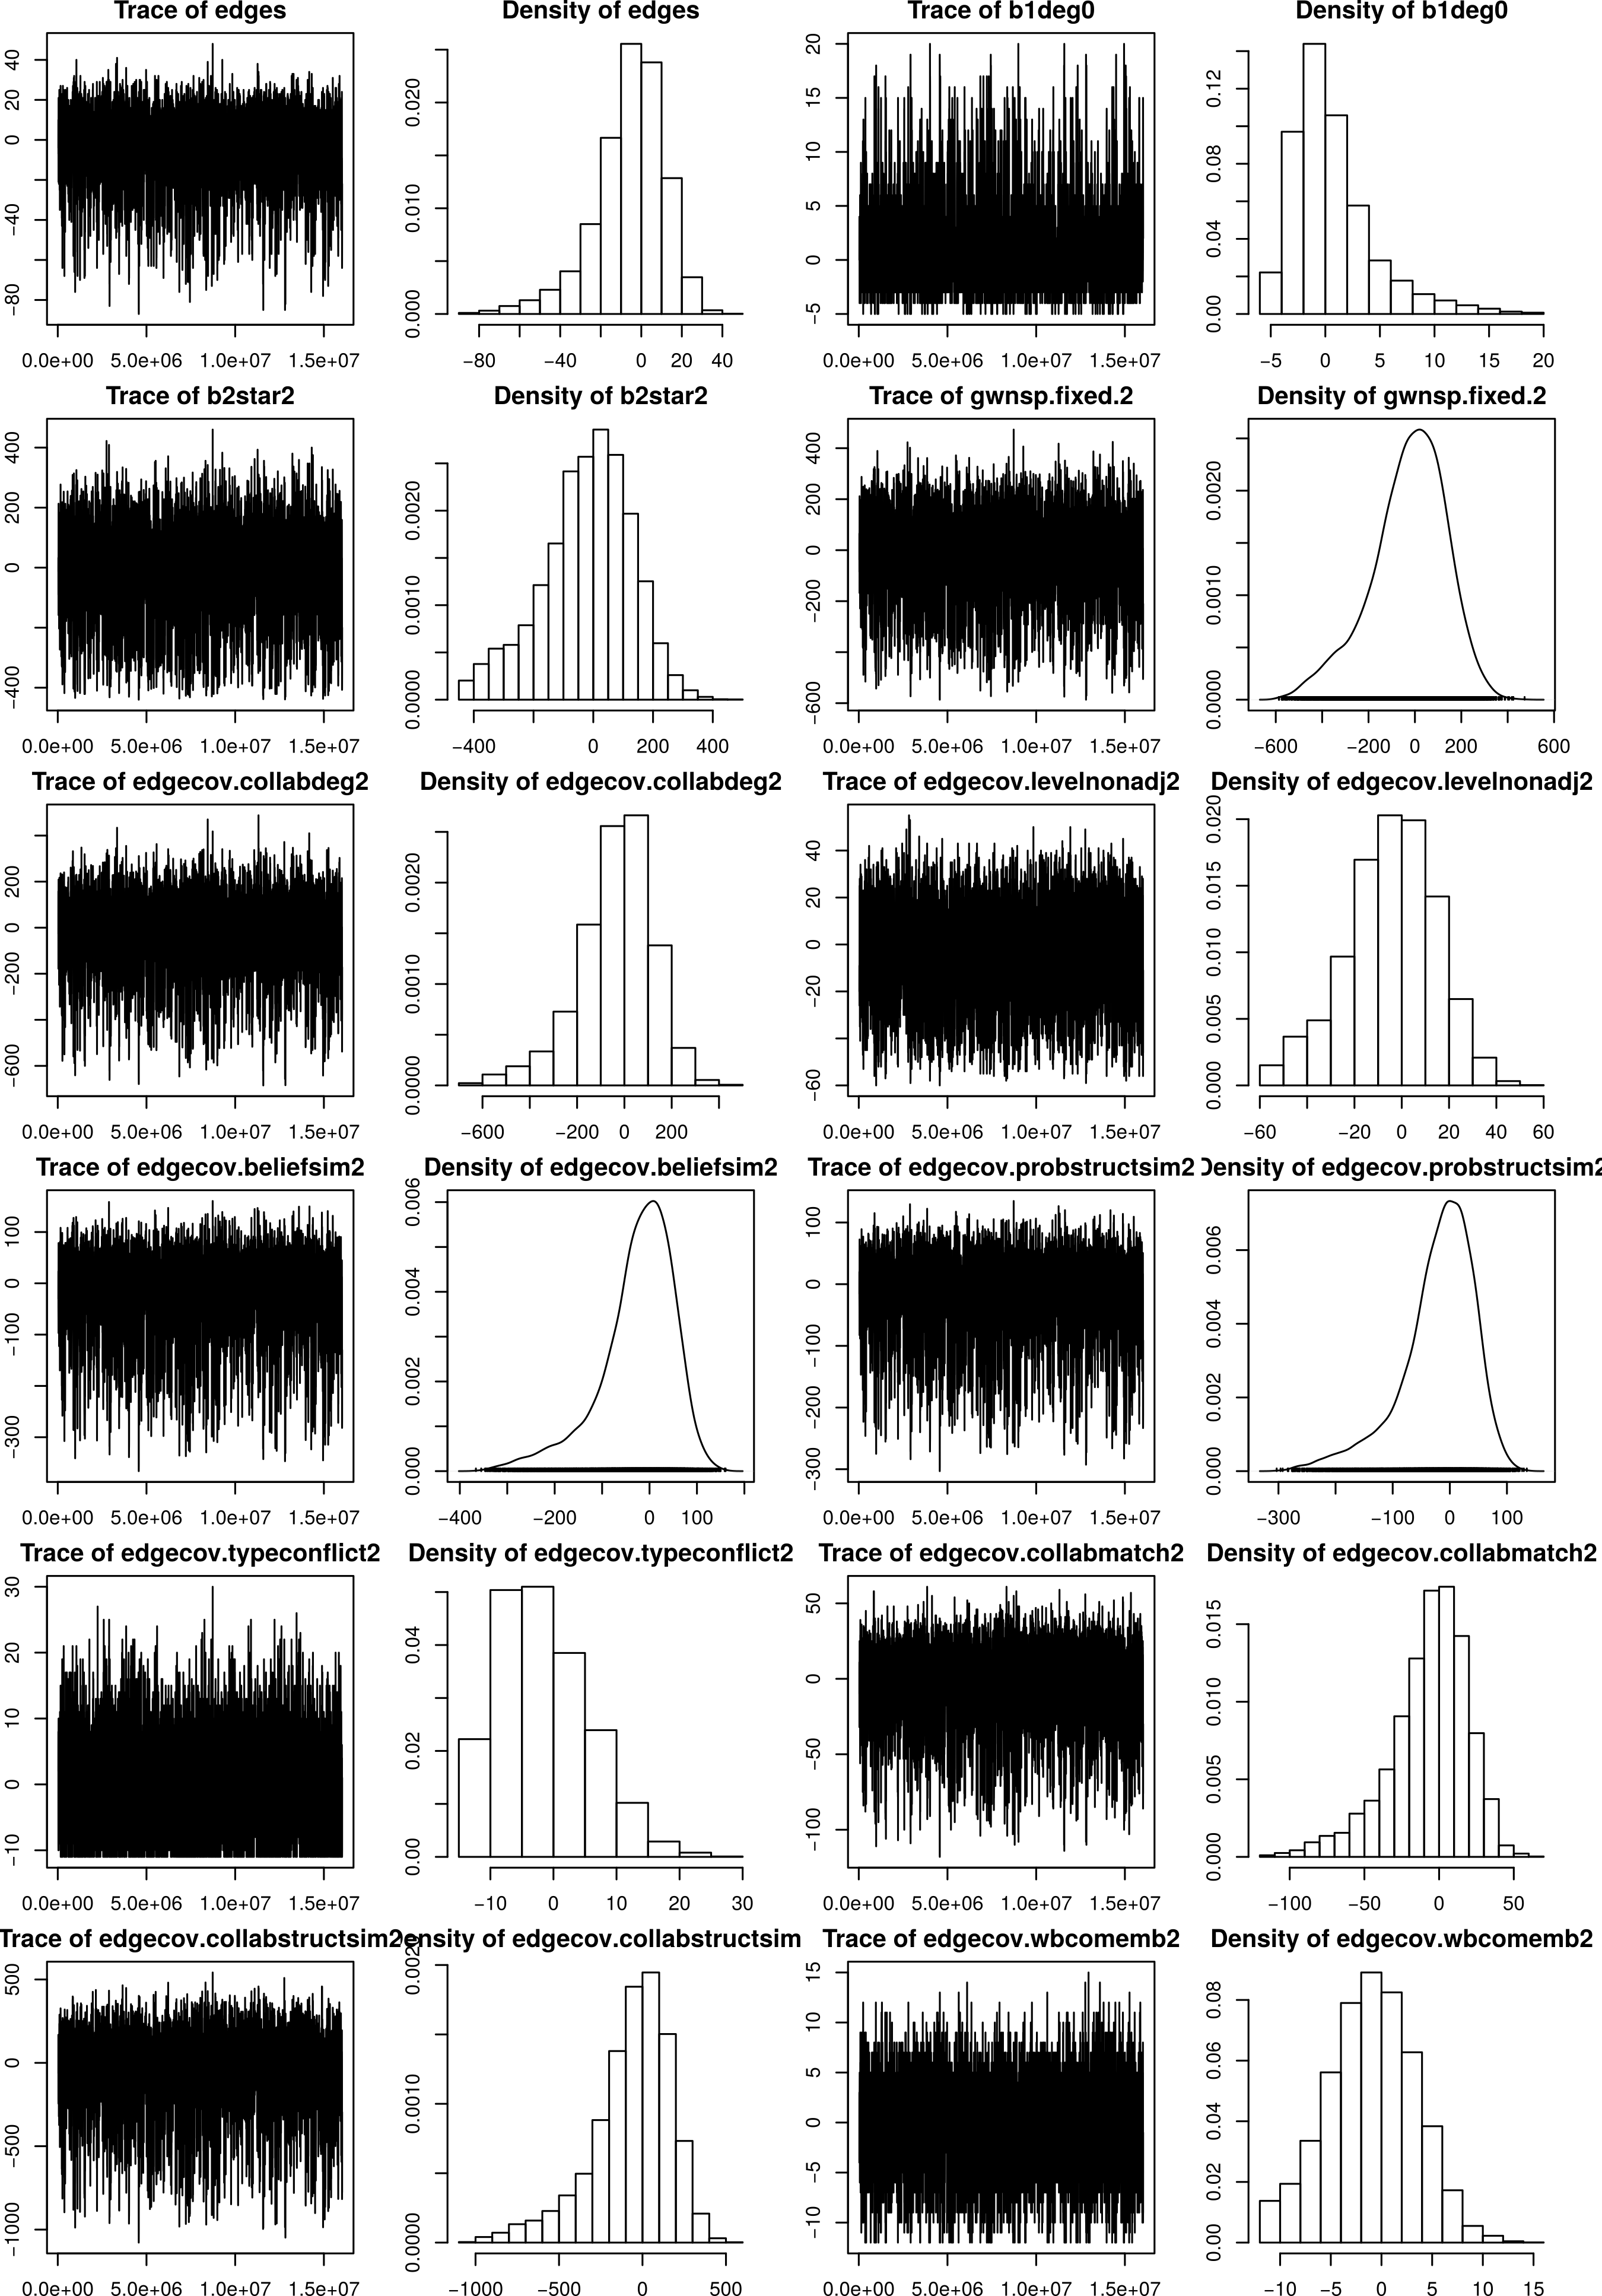 Trace of edges Density of edges Trace of b1deg0 Density of b1deg0
−80 −40 0 20 40
0.0e+00 5.0e+06 1.0e+07 1.5e+07
0.000 0.010 0.020
−80 −40 0 20 40
−5 0 5 10 15 20
0.0e+00 5.0e+06 1.0e+07 1.5e+07
0.00 0.04 0.08 0.12
−5 0 5 10 15 20
Trace of b2star2 Density of b2star2 Trace of gwnsp.fixed.2 Density of gwnsp.fixed.2
−400 0 200 400
0.0e+00 5.0e+06 1.0e+07 1.5e+07
0.0000 0.0010 0.0020
−400 0 200 400
−600 −200 0 200 400
0.0e+00 5.0e+06 1.0e+07 1.5e+07
0.0000 0.0010 0.0020
−600 −200 0 200 600
Trace of edgecov.collabdeg2 Density of edgecov.collabdeg2 Trace of edgecov.levelnonadj2 Density of edgecov.levelnonadj2
−600 −200 0 200
0.0e+00 5.0e+06 1.0e+07 1.5e+07
0.0000 0.0010 0.0020
−600 −200 0 200
−60 −20 0 20 40
0.0e+00 5.0e+06 1.0e+07 1.5e+07
0.000 0.005 0.010 0.015 0.020
−60 −20 0 20 40 60
Trace of edgecov.beliefsim2 Density of edgecov.beliefsim2 Trace of edgecov.probstructsim2 Density of edgecov.probstructsim2
−300 −100 0 100
0.0e+00 5.0e+06 1.0e+07 1.5e+07
0.000 0.002 0.004 0.006
−400 −200 0 100
−300 −200 −100 0 100
0.0e+00 5.0e+06 1.0e+07 1.5e+07
0.000 0.002 0.004 0.006
−300 −100 0 100
Trace of edgecov.typeconflict2 Density of edgecov.typeconflict2 Trace of edgecov.collabmatch2 Density of edgecov.collabmatch2
−10 0 10 20 30
0.0e+00 5.0e+06 1.0e+07 1.5e+07
0.00 0.02 0.04
−10 0 10 20 30
−100 −50 0 50
0.0e+00 5.0e+06 1.0e+07 1.5e+07
0.000 0.005 0.010 0.015
−100 −50 0 50
Trace of edgecov.collabstructsim2 ensity of edgecov.collabstructsim Trace of edgecov.wbcomemb2 Density of edgecov.wbcomemb2
−1000 −500 0 500
0.0e+00 5.0e+06 1.0e+07 1.5e+07
0.0000 0.0010 0.0020
−1000 −500 0 500
−10 −5 0 5 10 15
0.0e+00 5.0e+06 1.0e+07 1.5e+07
0.00 0.02 0.04 0.06 0.08
−10 −5 0 5 10 15